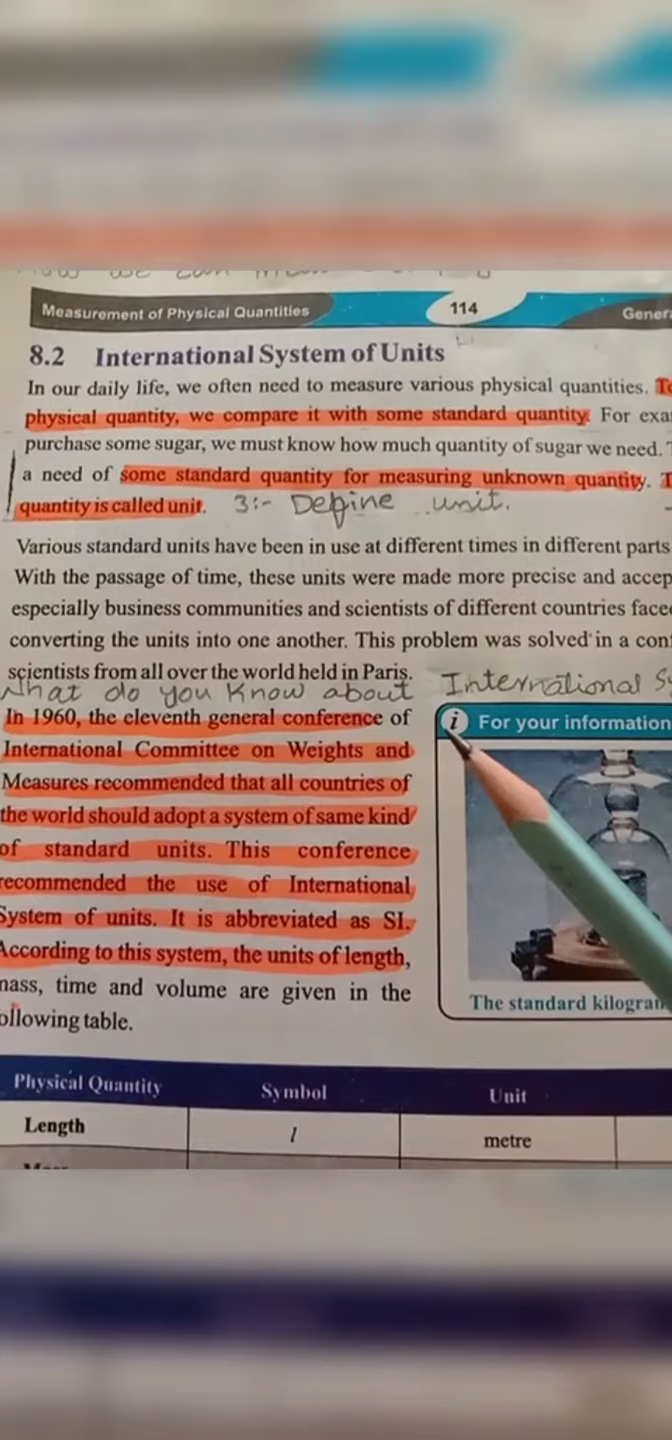 Measurement of Physical Quantities 114
8.2 International System of Units
In our daily life, we often need to measure various physical quantities.
physical quantity, we compare it with some standard quantity. For
purchase some sugar, we must know how much quantity of sugar we need.
a need of some standard quantity for measuring unknown quantity.
quantity is called unit. 3:- Define unit.
Various standard units have been in use at different times in different parts
With the passage of time, these units were made more precise and
especially business communities and scientists of different countries
converting the units into one another. This problem was solved in a
scientists from all over the world held in Paris.
What do you know about International
In 1960, the eleventh general conference of
International Committee on Weights and
Measures recommended that all countries of
the world should adopt a system of same kind
of standard units. This conference
recommended the use of International
System of units. It is abbreviated as SI.
According to this system, the units of length,
mass, time and volume are given in the
following table.
i For your information
The standard
Physical Quantity Symbol Unit
Length l metre